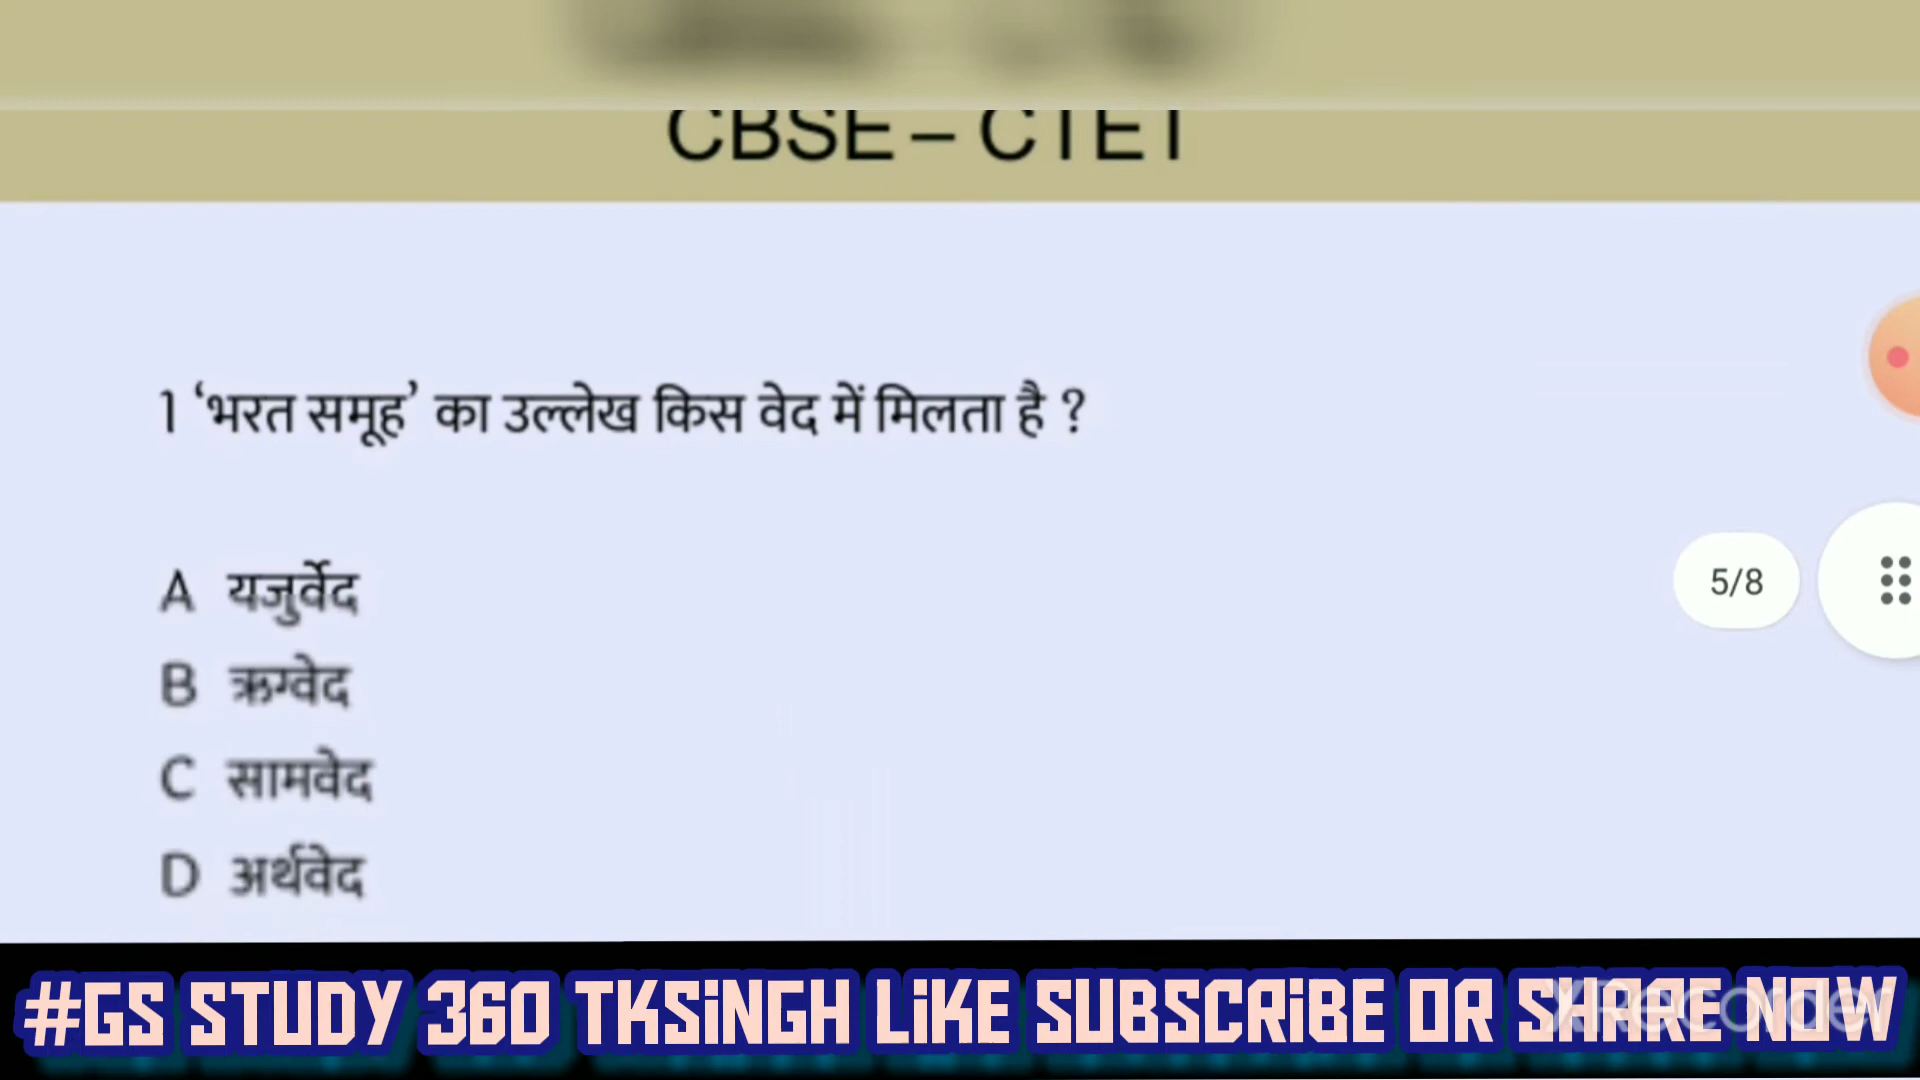 CBSE – CTET
1 ‘भरत समूह’ का उल्लेख किस वेद में मिलता है ?
A यजुर्वेद
B ऋग्वेद
5/8
C सामवेद
D अर्थवेद
#GS STUDY 360 TKSiNGH LiKE SUBSCRiBE OR SHARE NOW
XRecorder